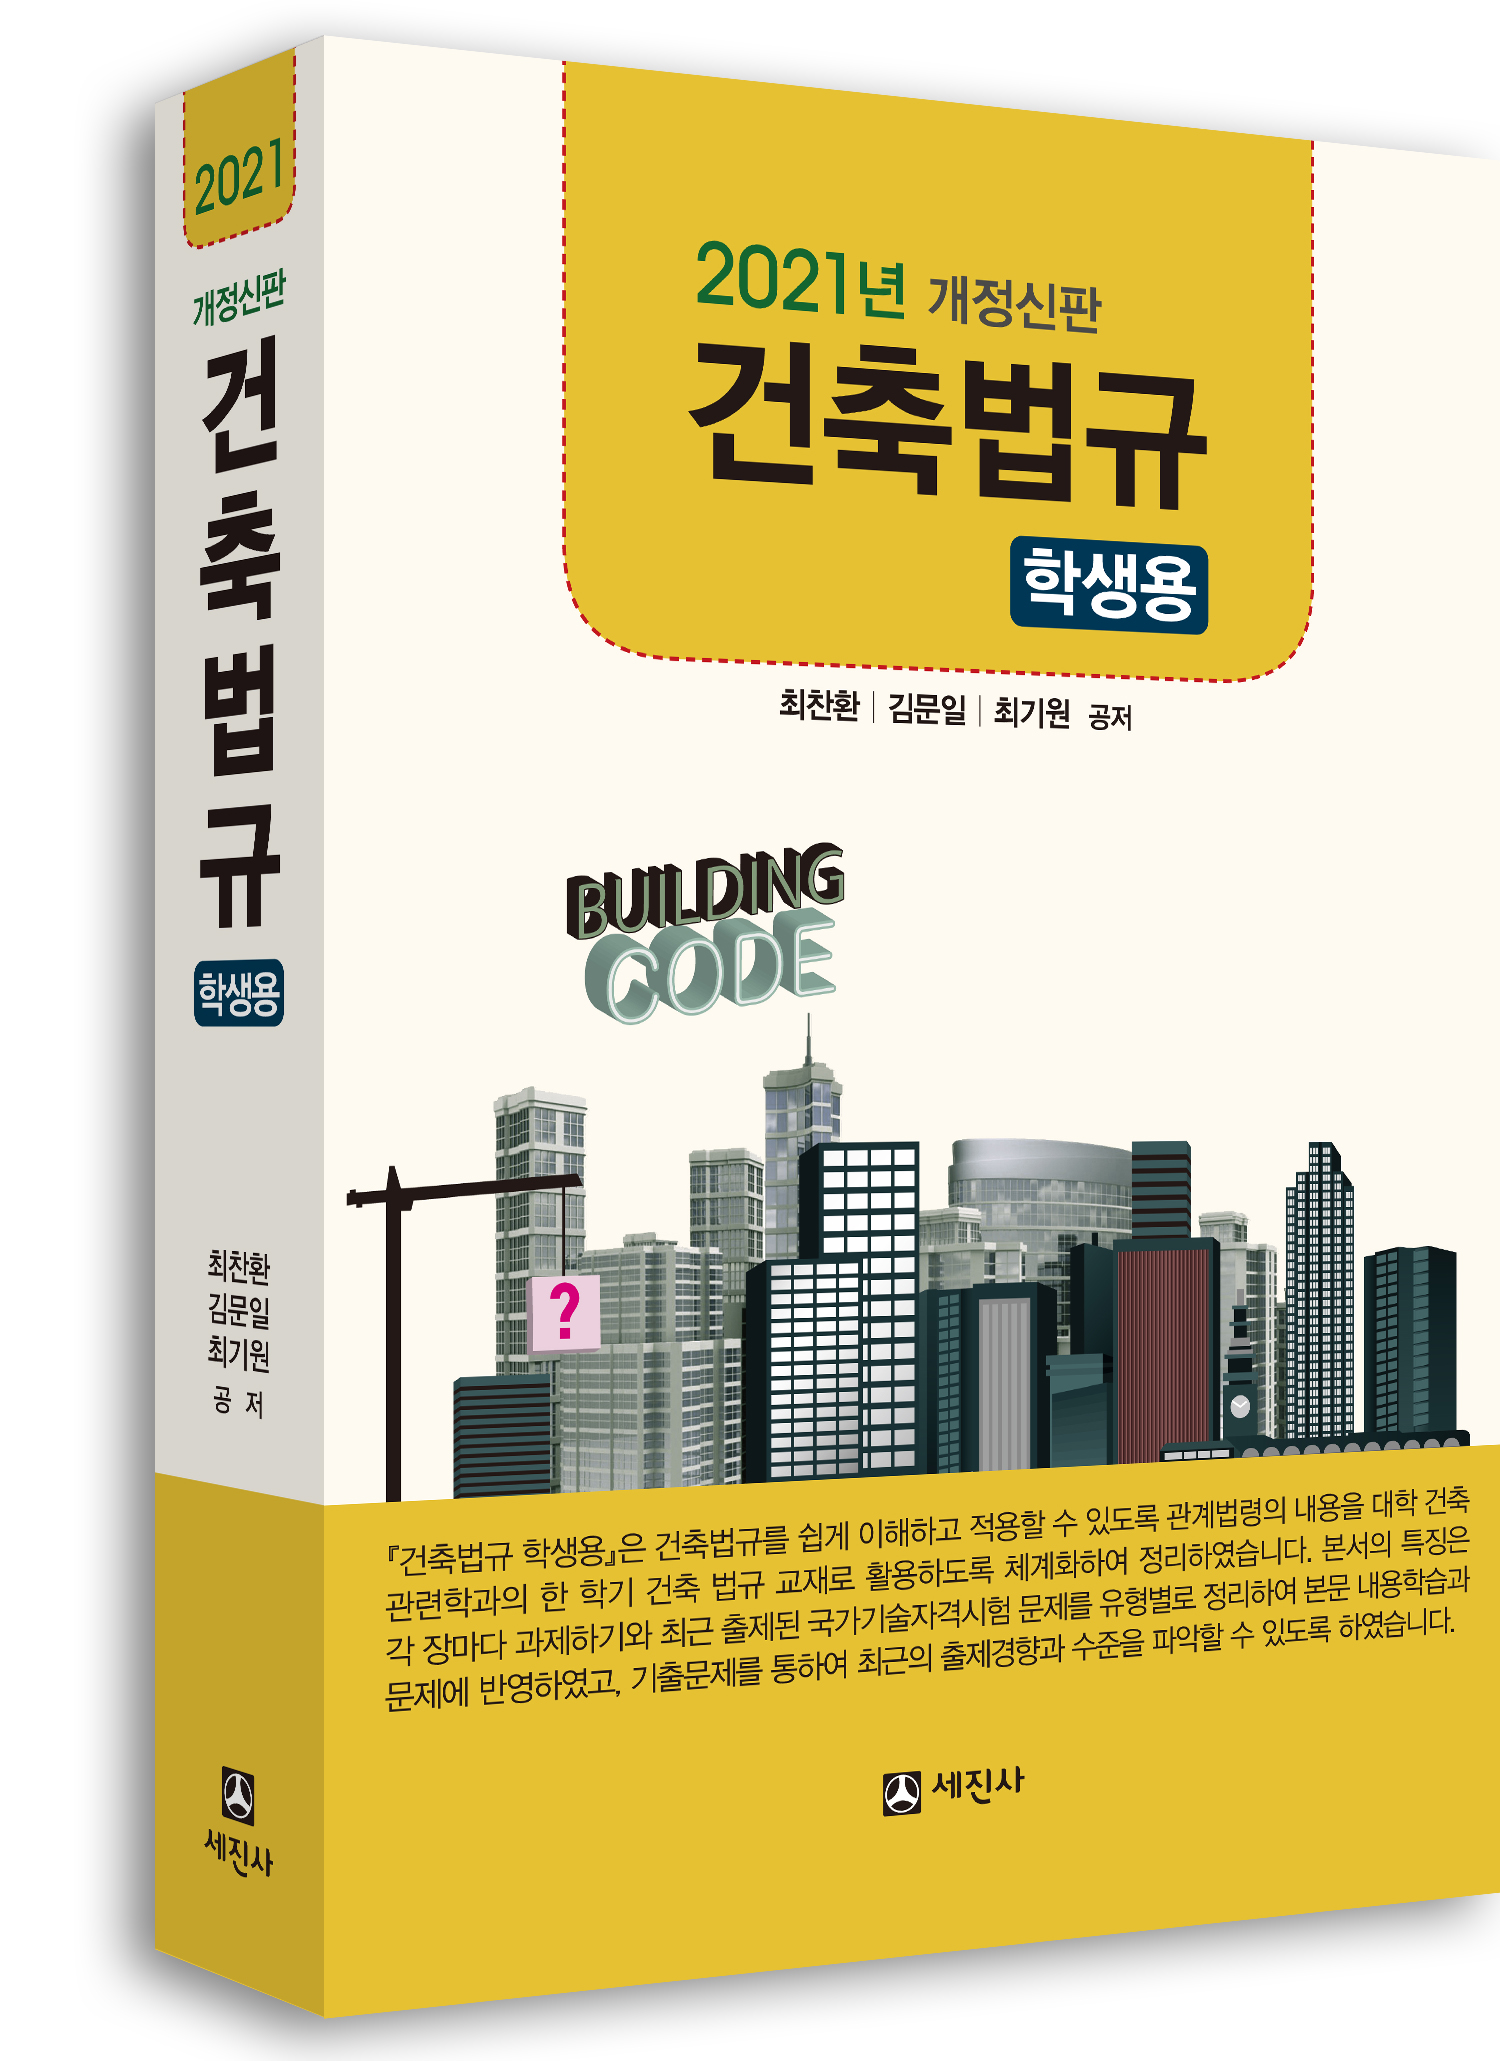 2021
개정신판
건축법규
학생용
최찬환
김문일
최기원
공 저
세진사
2021년 개정신판
건축법규
학생용
최찬환 | 김문일 | 최기원 공저
BUILDING
CODE
?
『건축법규 학생용』은 건축법규를 쉽게 이해하고 적용할 수 있도록 관계법령의 내용을 대학 건축
관련학과의 한 학기 건축 법규 교재로 활용하도록 체계화하여 정리하였습니다. 본서의 특징은
각 장마다 과제하기와 최근 출제된 국가기술자격시험 문제를 유형별로 정리하여 본문 내용학습과
문제에 반영하였고, 기출문제를 통하여 최근의 출제경향과 수준을 파악할 수 있도록 하였습니다.
세진사